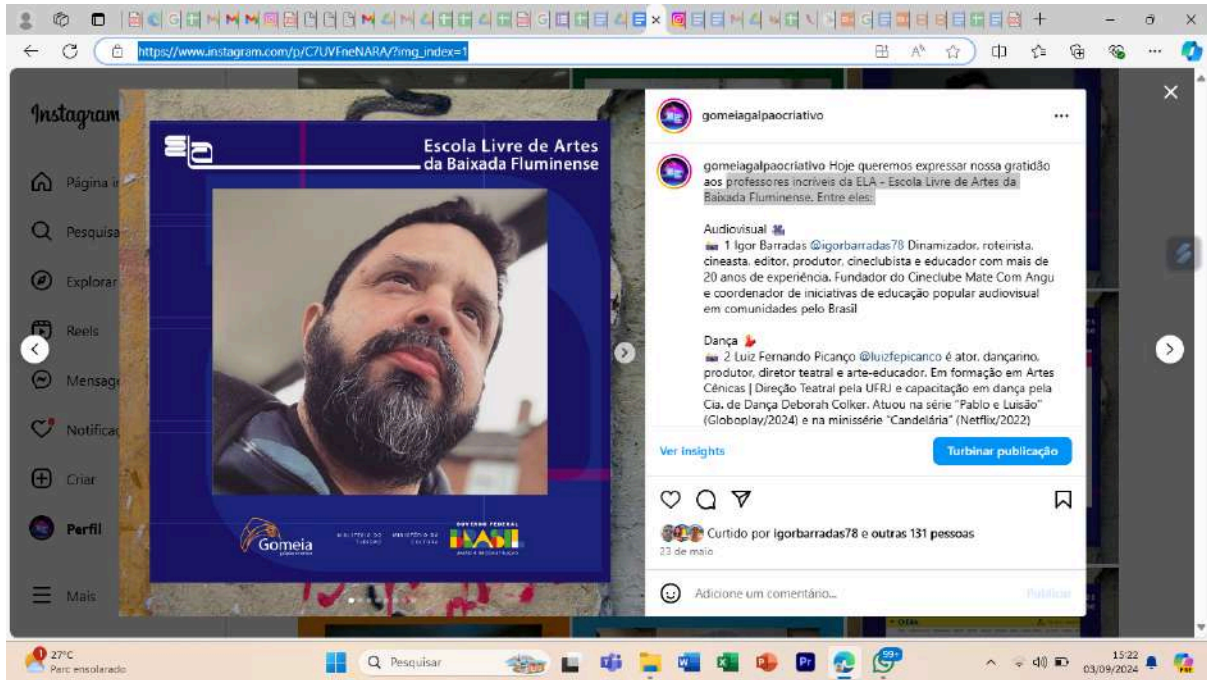 https://www.instagram.com/p/C7UVFneNARA/?img_index=1
Instagram
Página in
Pesquisa
Explorar
Reels
Mensage
Notificaç
Criar
Perfil
Mais
Escola Livre de Artes
da Baixada Fluminense
Gomeia
GOVERNO FEDERAL
BRASIL
gomeiagalpaocriativo
gomeiagalpaocriativo Hoje queremos expressar nossa gratidão
aos professores incríveis da ELA - Escola Livre de Artes da
Baixada Fluminense. Entre eles:
Audiovisual
1 Igor Barradas @igorbarradas78 Dinamizador, roteirista,
cineasta, editor, produtor, cineclubista e educador com mais de
20 anos de experiência. Fundador do Cineclube Mate Com Angu
e coordenador de iniciativas de educação popular audiovisual
em comunidades pelo Brasil
Dança
2 Luiz Fernando Picanço @luizfepicanco é ator, dançarino,
produtor, diretor teatral e arte-educador. Em formação em Artes
Cênicas | Direção Teatral pela UFRJ e capacitação em dança pela
Cia. de Dança Deborah Colker. Atuou na série "Pablo e Luisão"
(Globoplay/2024) e na minissérie "Candelária" (Netflix/2022)
Ver insights
Turbinar publicação
Curtido por igorbarradas78 e outras 131 pessoas
23 de maio
Adicione um comentário...
Publicar
27°C
Parc ensolarado
Pesquisar
99+
15:22
03/09/2024